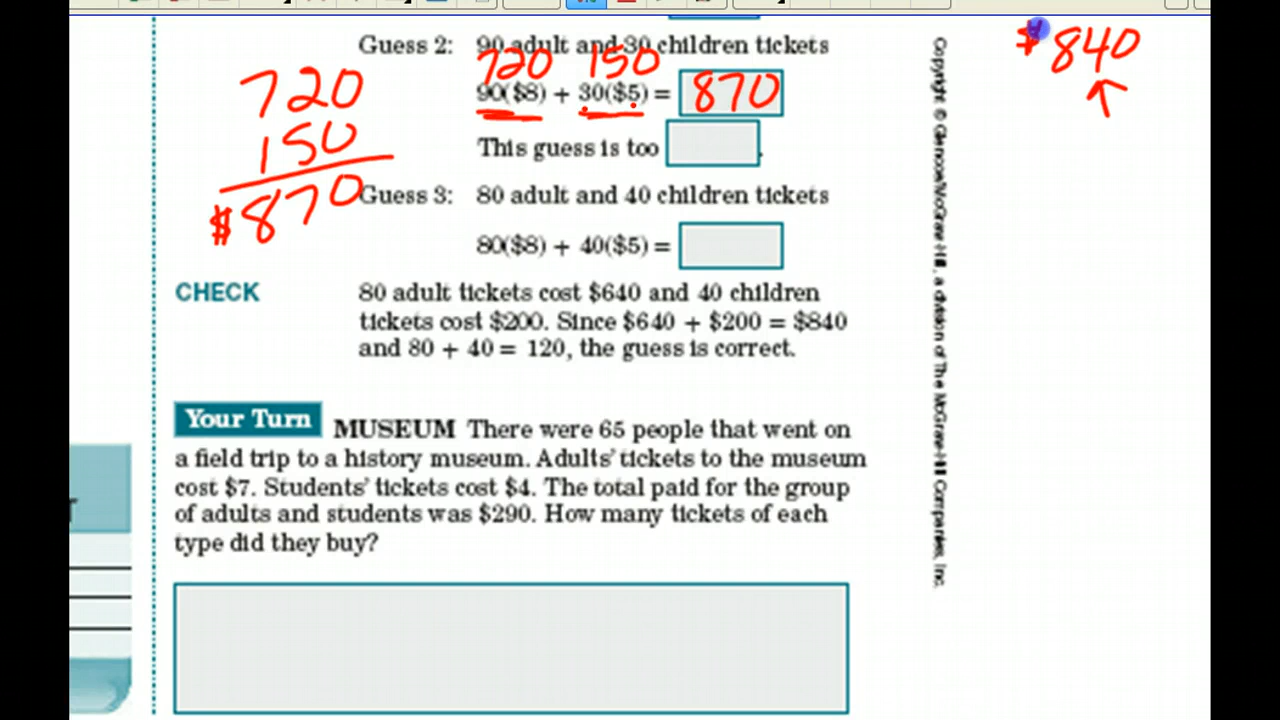 Guess 2: 90 adult and 30 children tickets
720 150
90($8) + 30($5) = 870
This guess is too .
720
150
$870
Guess 3: 80 adult and 40 children tickets
80($8) + 40($5) =
CHECK 80 adult tickets cost $640 and 40 children
tickets cost $200. Since $640 + $200 = $840
and 80 + 40 = 120, the guess is correct.
Your Turn MUSEUM There were 65 people that went on
a field trip to a history museum. Adults' tickets to the museum
cost $7. Students' tickets cost $4. The total paid for the group
of adults and students was $290. How many tickets of each
type did they buy?
$840
Copyright © Glencoe/McGraw-Hill, a division of The McGraw-Hill Companies, Inc.